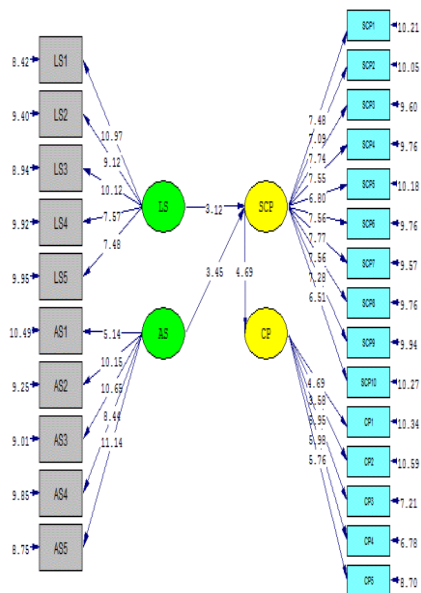 8.42 LS1
9.40 LS2
8.94 LS3
9.92 LS4
9.95 LS5
10.49 AS1
9.25 AS2
9.01 AS3
9.85 AS4
8.75 AS5
10.97
9.12
10.12
7.57
7.48
5.14
10.15
10.65
8.44
11.14
LS
AS
3.12
3.45
SCP
4.69
CP
7.48
7.09
7.74
7.55
6.80
7.56
7.77
7.56
7.28
6.51
4.69
3.58
5.95
5.98
5.76
SCP1 10.21
SCP2 10.05
SCP3 9.60
SCP4 9.76
SCP5 10.18
SCP6 9.76
SCP7 9.57
SCP8 9.76
SCP9 9.94
SCP10 10.27
CP1 10.34
CP2 10.59
CP3 7.21
CP4 6.78
CP5 8.70